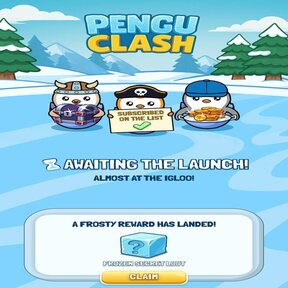 PENGU
CLASH
SUBSCRIBED
ON THE LIST
AWAITING THE LAUNCH!
ALMOST AT THE IGLOO!
A FROSTY REWARD HAS LANDED!
?
FROZEN SECRET LOOT
CLAIM